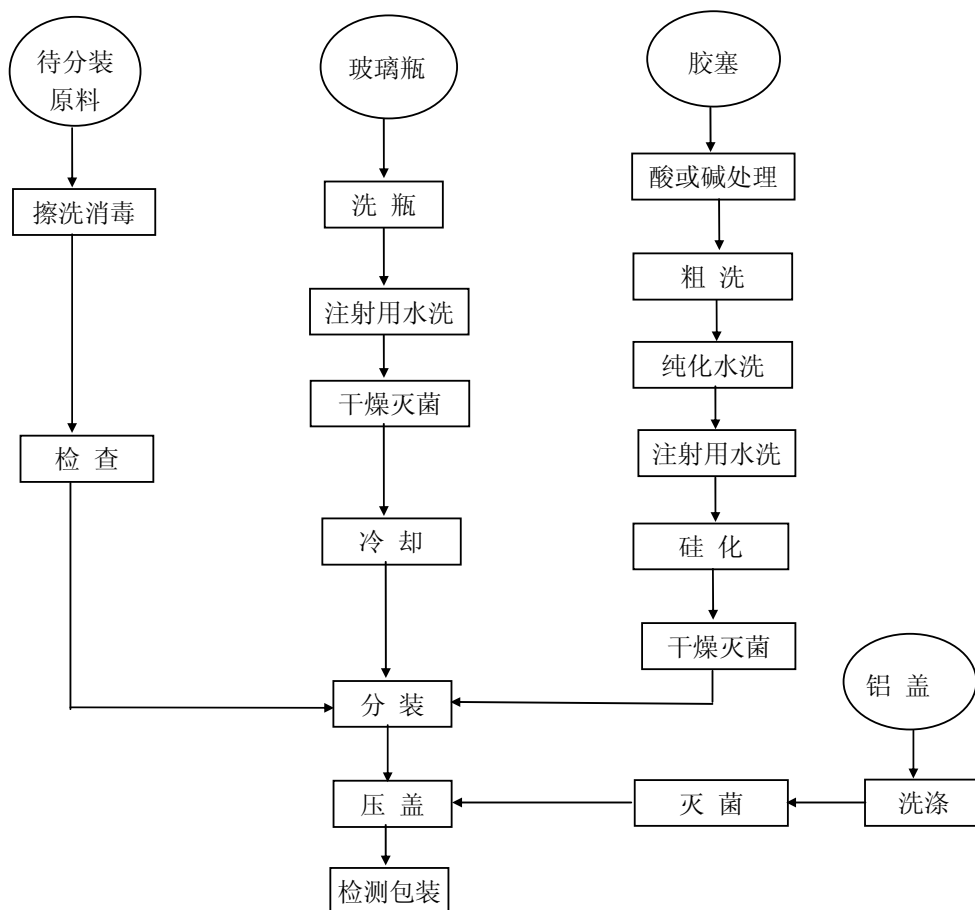 待分装
原料
玻璃瓶
胶塞
酸或碱处理
擦洗消毒
洗 瓶
粗 洗
注射用水洗
纯化水洗
干燥灭菌
检 查
注射用水洗
冷 却
硅 化
干燥灭菌
铝 盖
分 装
压 盖
灭 菌
洗涤
检测包装